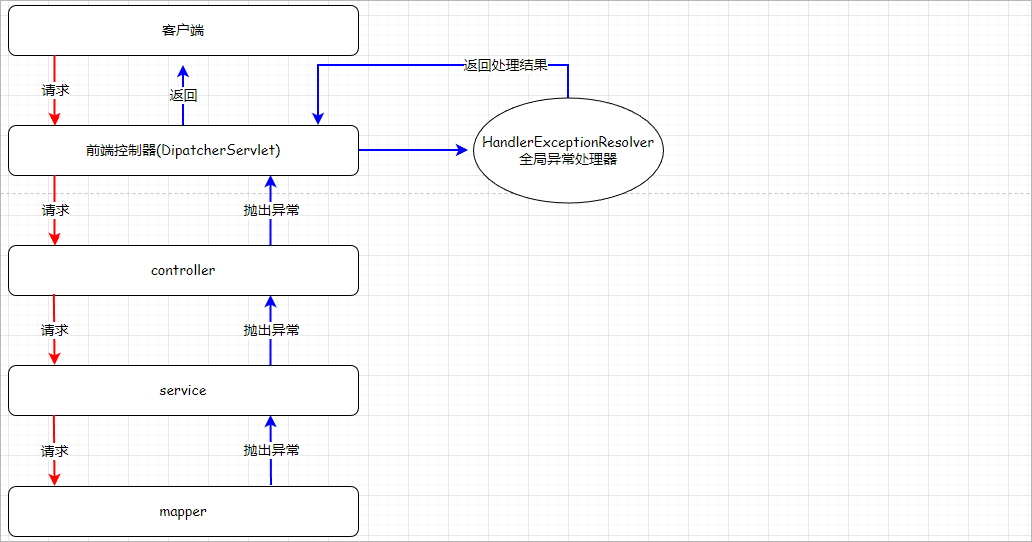 客户端
请求
返回
返回处理结果
前端控制器(DipatcherServlet)
HandlerExceptionResolver
全局异常处理器
请求
抛出异常
controller
请求
抛出异常
service
请求
抛出异常
mapper